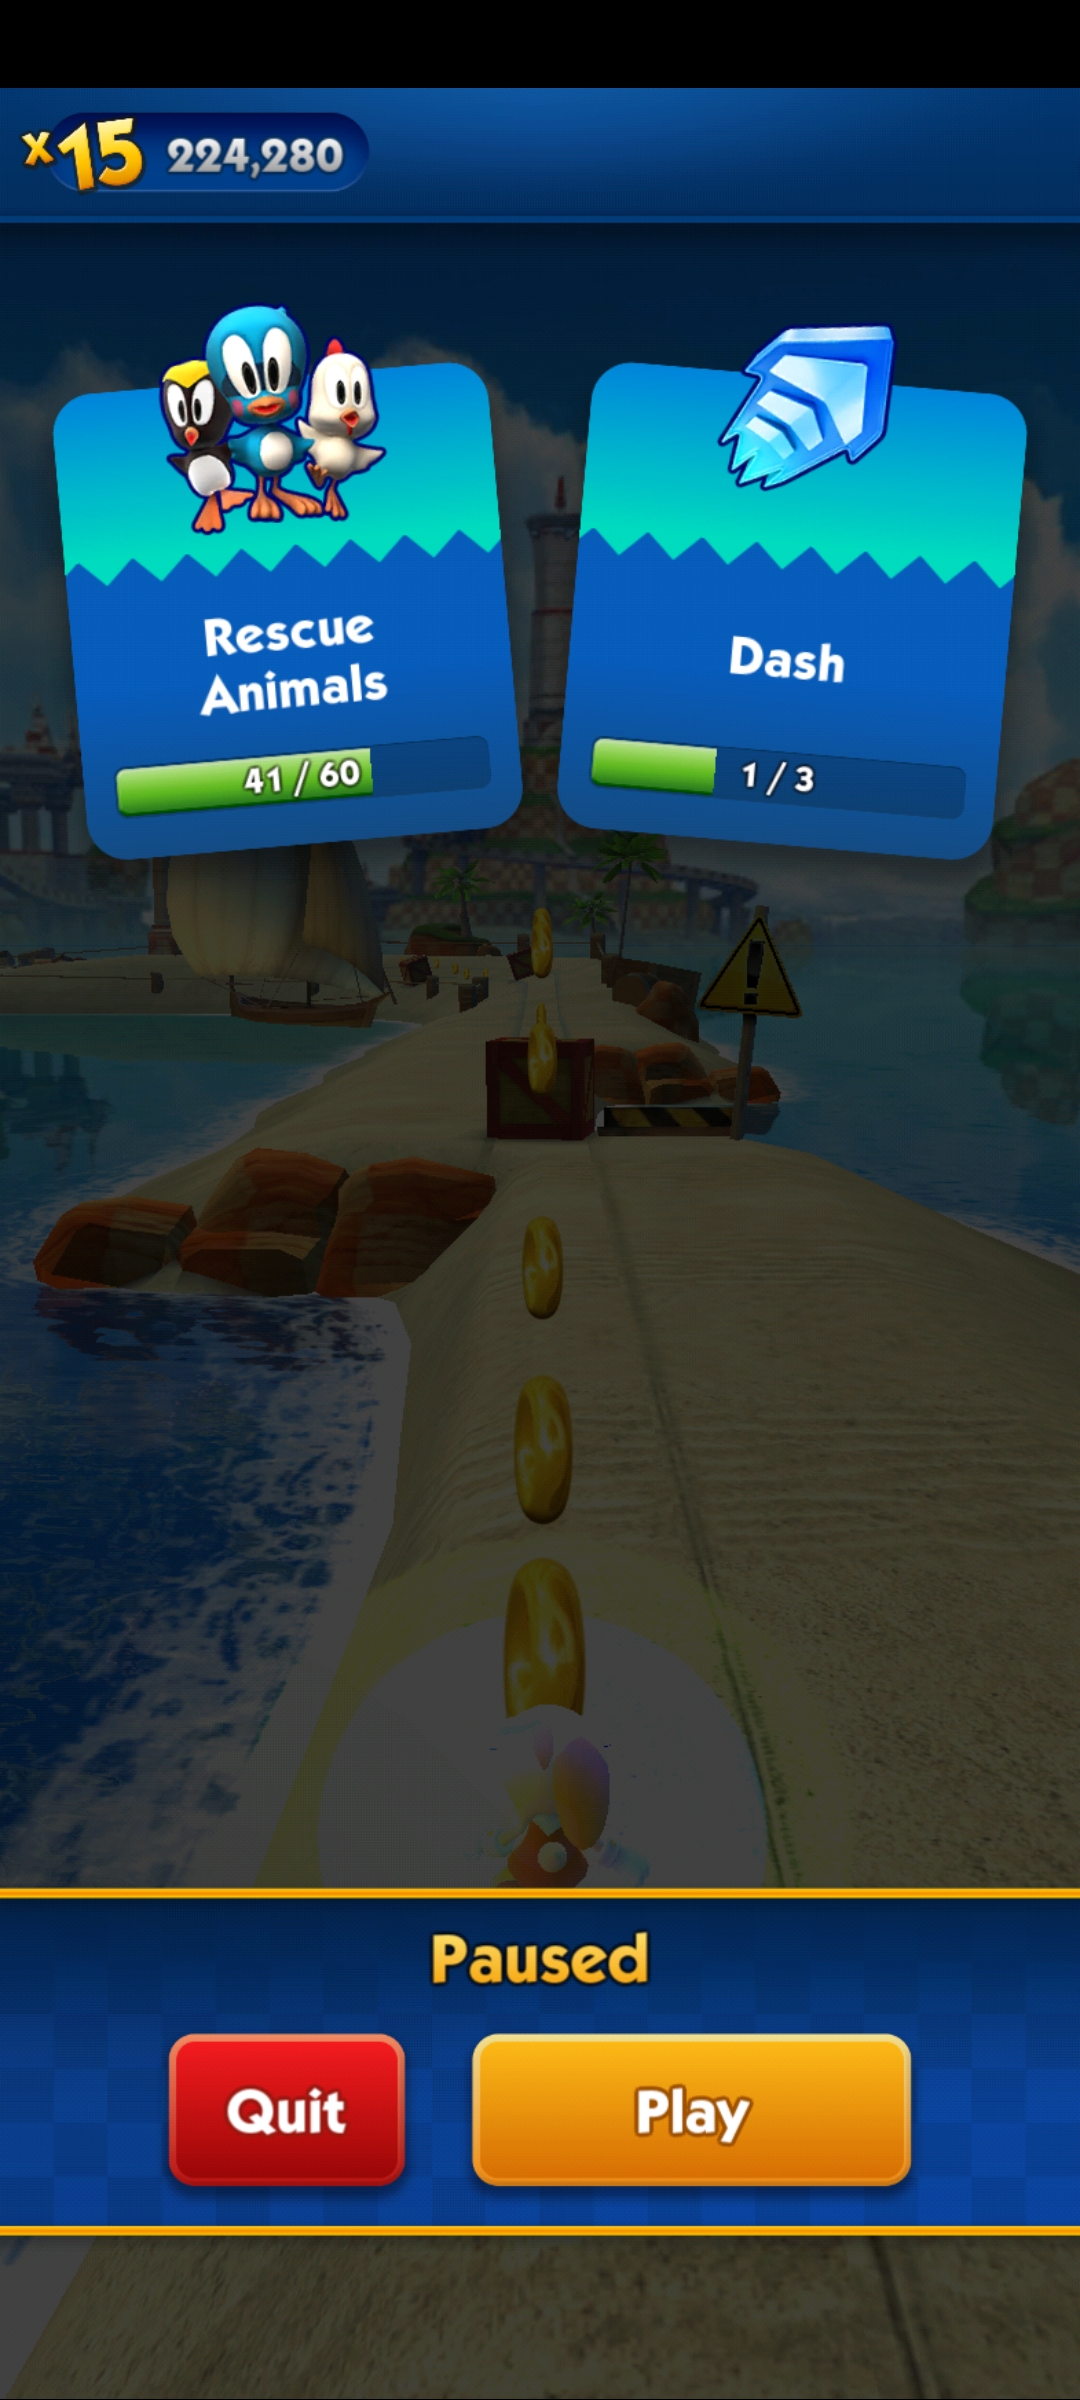 x15 224,280
Rescue
Animals
41 / 60
Dash
1 / 3
Paused
Quit
Play